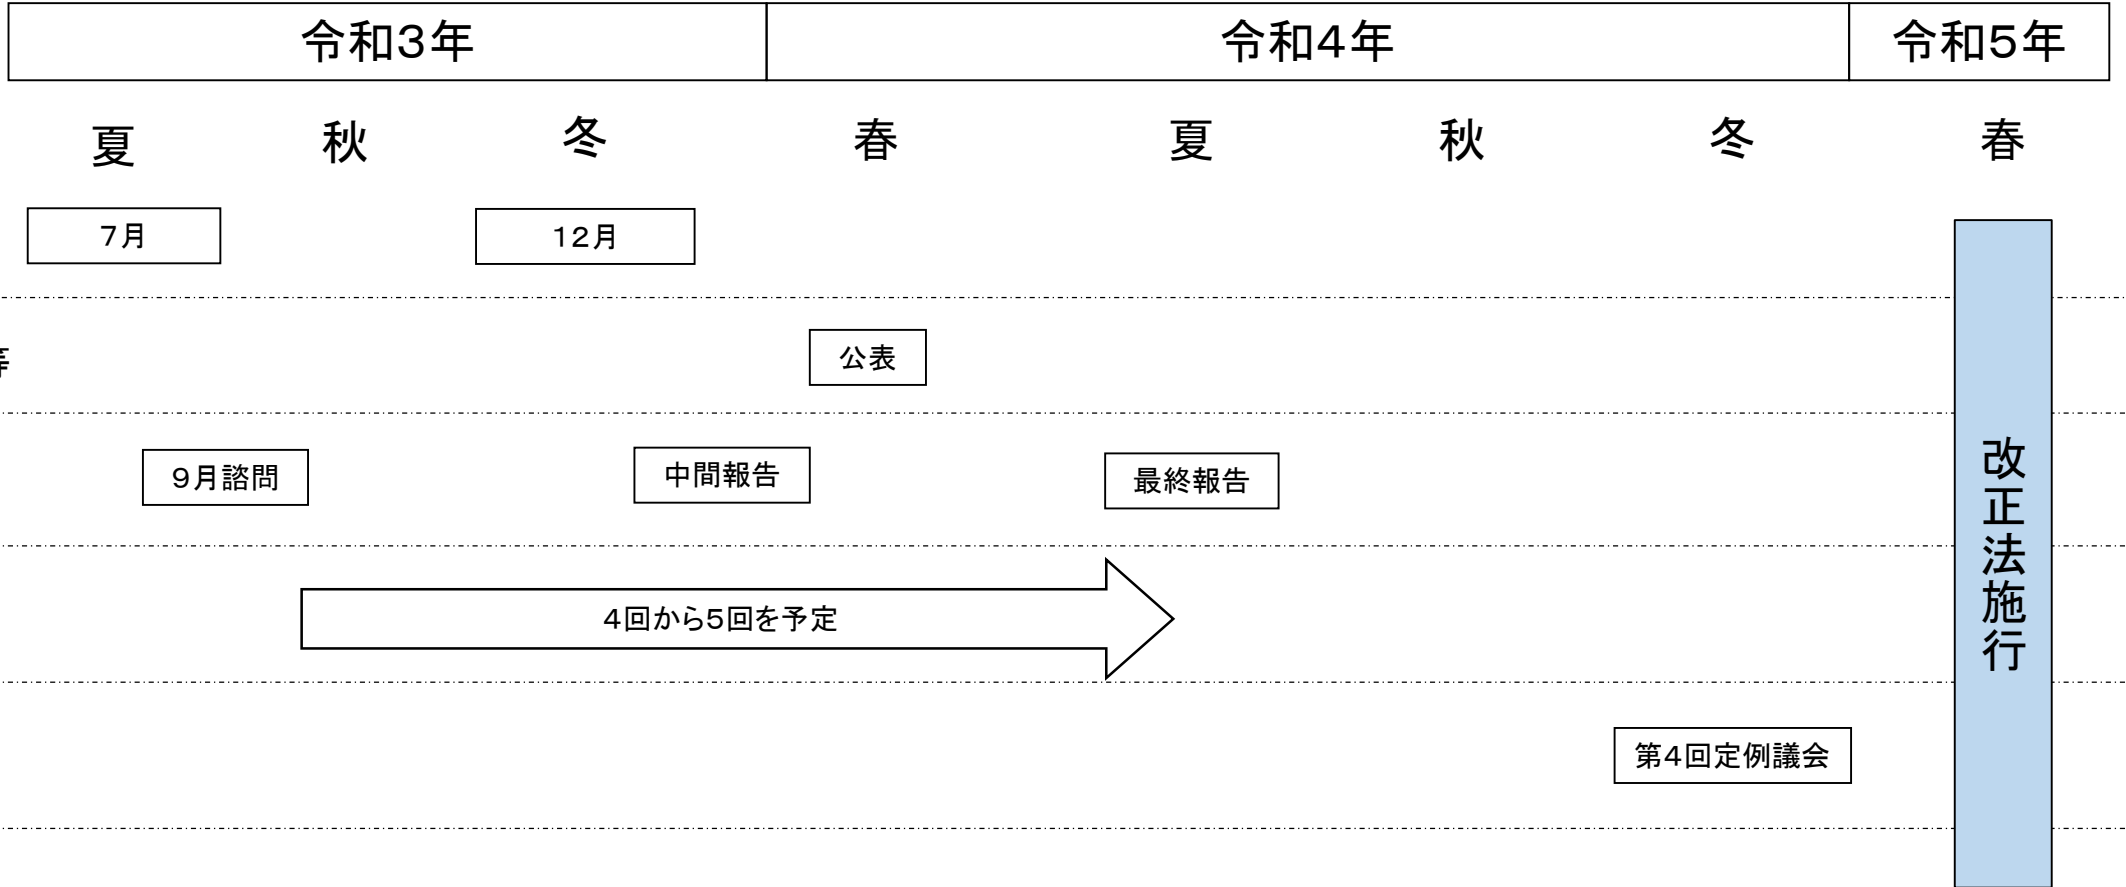 令和３年 令和４年 令和５年
夏 秋 冬 春 夏 秋 冬 春
７月 １２月
公表
等
９月諮問 中間報告 最終報告
４回から５回を予定
第４回定例議会
改正法施行